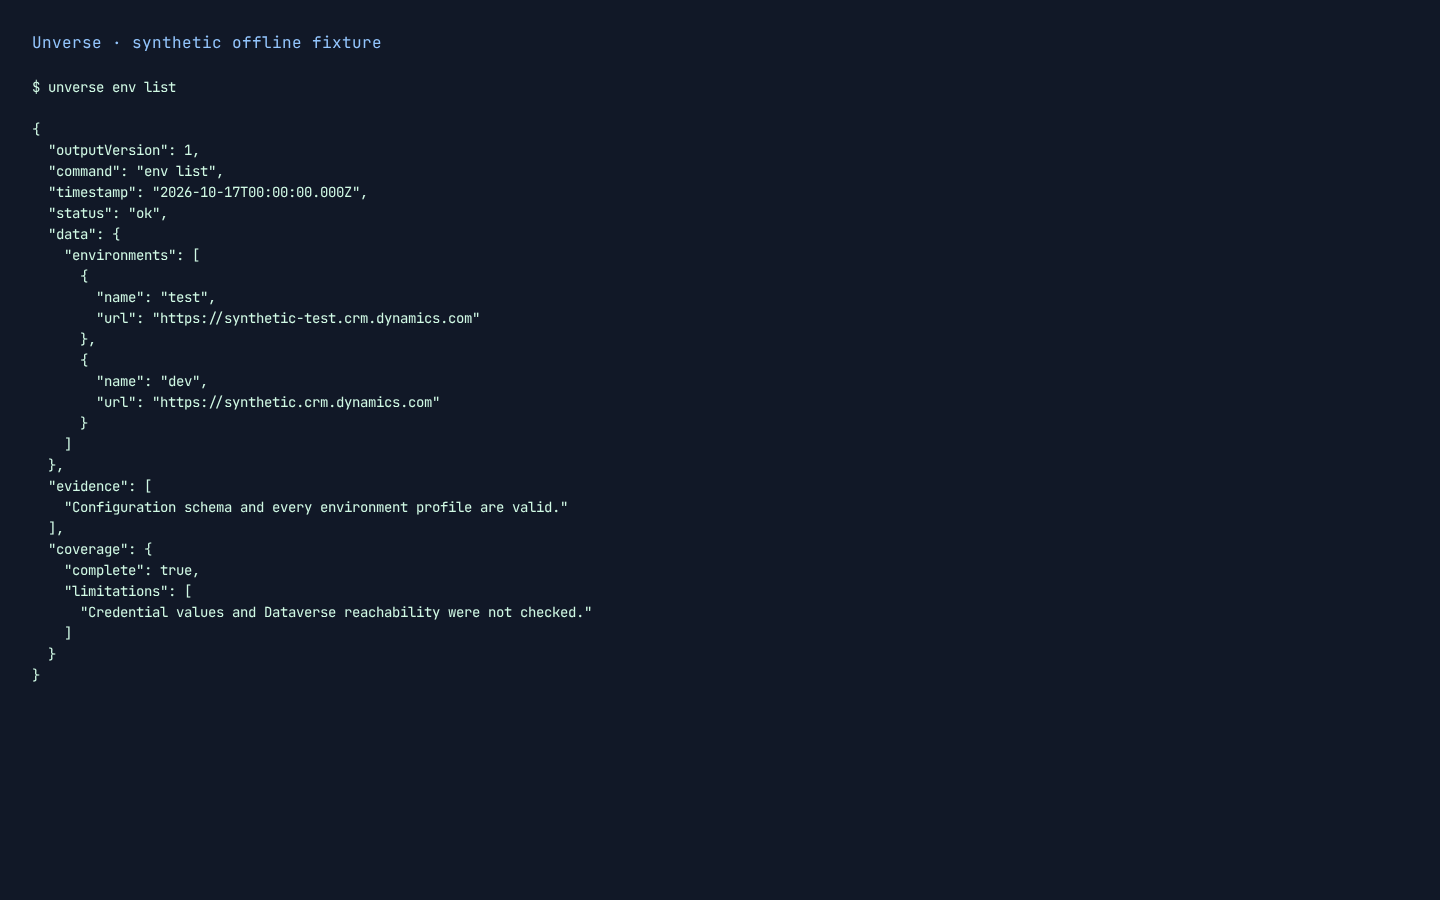 Unverse · synthetic offline fixture
$ unverse env list
{
  "outputVersion": 1,
  "command": "env list",
  "timestamp": "2026-10-17T00:00:00.000Z",
  "status": "ok",
  "data": {
    "environments": [
      {
        "name": "test",
        "url": "https://synthetic-test.crm.dynamics.com"
      },
      {
        "name": "dev",
        "url": "https://synthetic.crm.dynamics.com"
      }
    ]
  },
  "evidence": [
    "Configuration schema and every environment profile are valid."
  ],
  "coverage": {
    "complete": true,
    "limitations": [
      "Credential values and Dataverse reachability were not checked."
    ]
  }
}